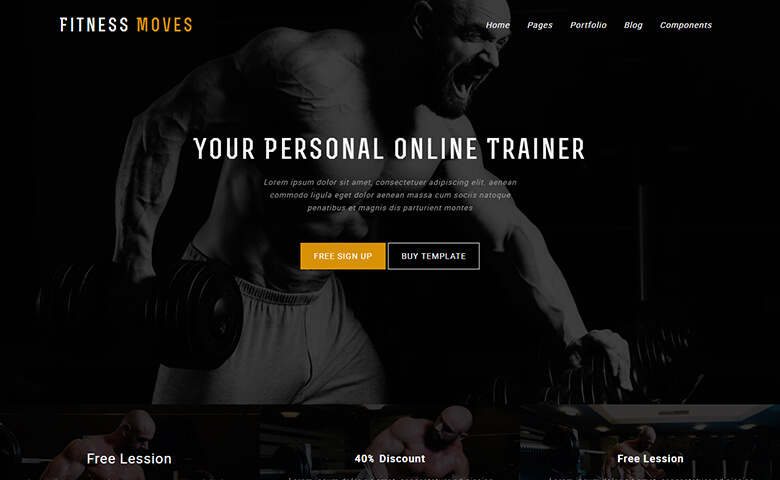 FITNESS MOVES
Home Pages Portfolio Blog Components
YOUR PERSONAL ONLINE TRAINER
Lorem ipsum dolor sit amet, consectetuer adipiscing elit. aenean
commodo ligula eget dolor aenean massa cum sociis natoque
penatibus et magnis dis parturient montes
FREE SIGN UP BUY TEMPLATE
Free Lession 40% Discount Free Lession